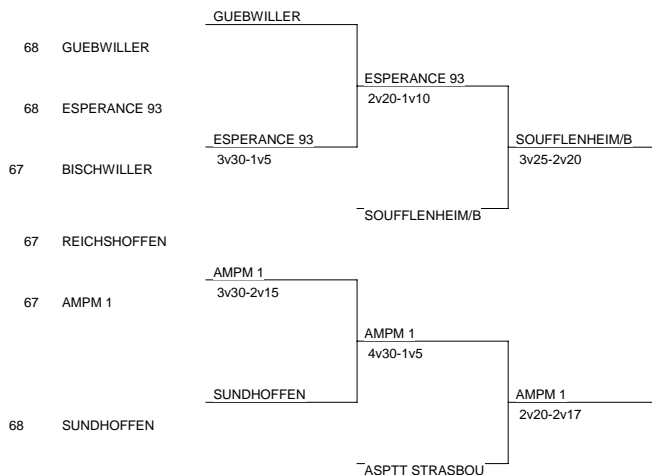 GUEBWILLER
68 GUEBWILLER
ESPERANCE 93
2v20-1v10
68 ESPERANCE 93
ESPERANCE 93
3v30-1v5
SOUFFLENHEIM/B
3v25-2v20
67 BISCHWILLER
SOUFFLENHEIM/B
67 REICHSHOFFEN
AMPM 1
3v30-2v15
67 AMPM 1
AMPM 1
4v30-1v5
SUNDHOFFEN
AMPM 1
2v20-2v17
68 SUNDHOFFEN
ASPTT STRASBOU